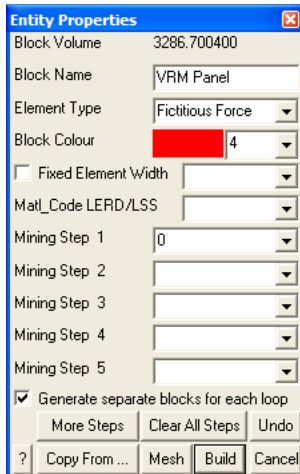 Entity Properties
Block Volume 3286.700400
Block Name VRM Panel
Element Type Fictitious Force
Block Colour 4
Fixed Element Width
Matl_Code LERD/LSS
Mining Step 1 0
Mining Step 2
Mining Step 3
Mining Step 4
Mining Step 5
Generate separate blocks for each loop
More Steps Clear All Steps Undo
? Copy From ... Mesh Build Cancel